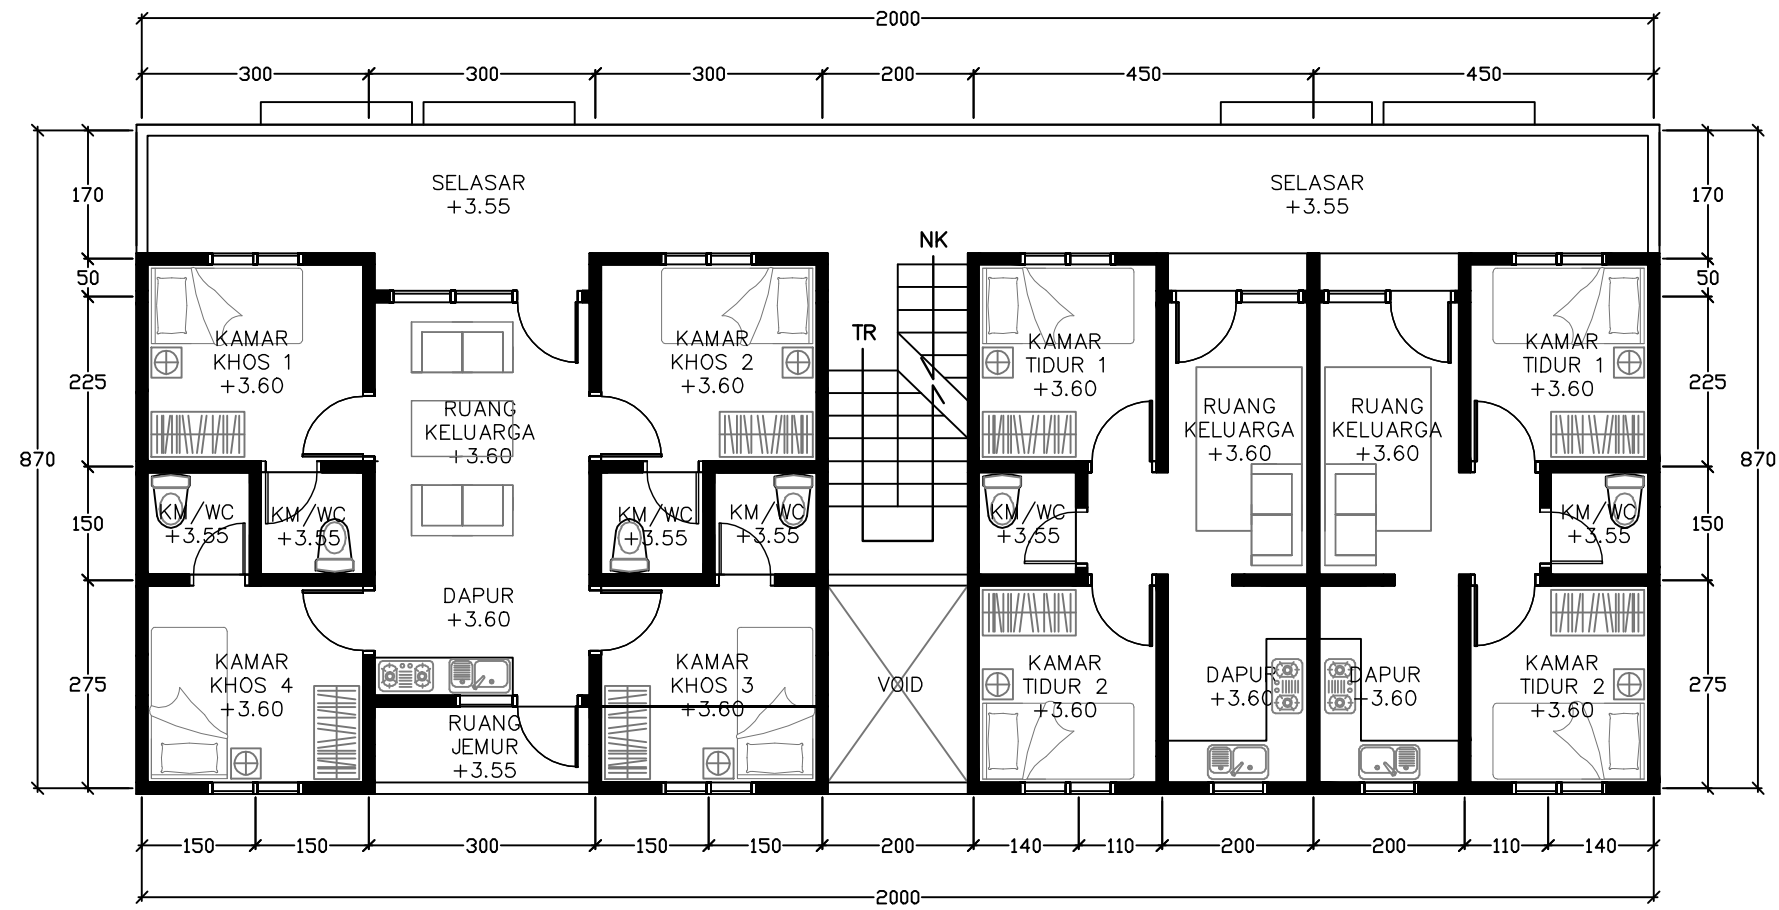 2000
300
300
300
200
450
450
SELASAR
+3.55
SELASAR
+3.55
170
50
225
150
275
870
170
50
225
150
275
870
NK
TR
KAMAR
KHOS 1
+3.60
KAMAR
KHOS 2
+3.60
RUANG
KELUARGA
+3.60
KAMAR
TIDUR 1
+3.60
RUANG
KELUARGA
+3.60
RUANG
KELUARGA
+3.60
KAMAR
TIDUR 1
+3.60
KM/WC
+3.55
KM/WC
+3.55
KM/WC
+3.55
KM/WC
+3.55
KM/WC
+3.55
KM/WC
+3.55
DAPUR
+3.60
KAMAR
KHOS 4
+3.60
KAMAR
KHOS 3
+3.60
RUANG
JEMUR
+3.55
VOID
KAMAR
TIDUR 2
+3.60
DAPUR
+3.60
DAPUR
+3.60
KAMAR
TIDUR 2
+3.60
150
150
300
150
150
200
140
110
200
200
110
140
2000